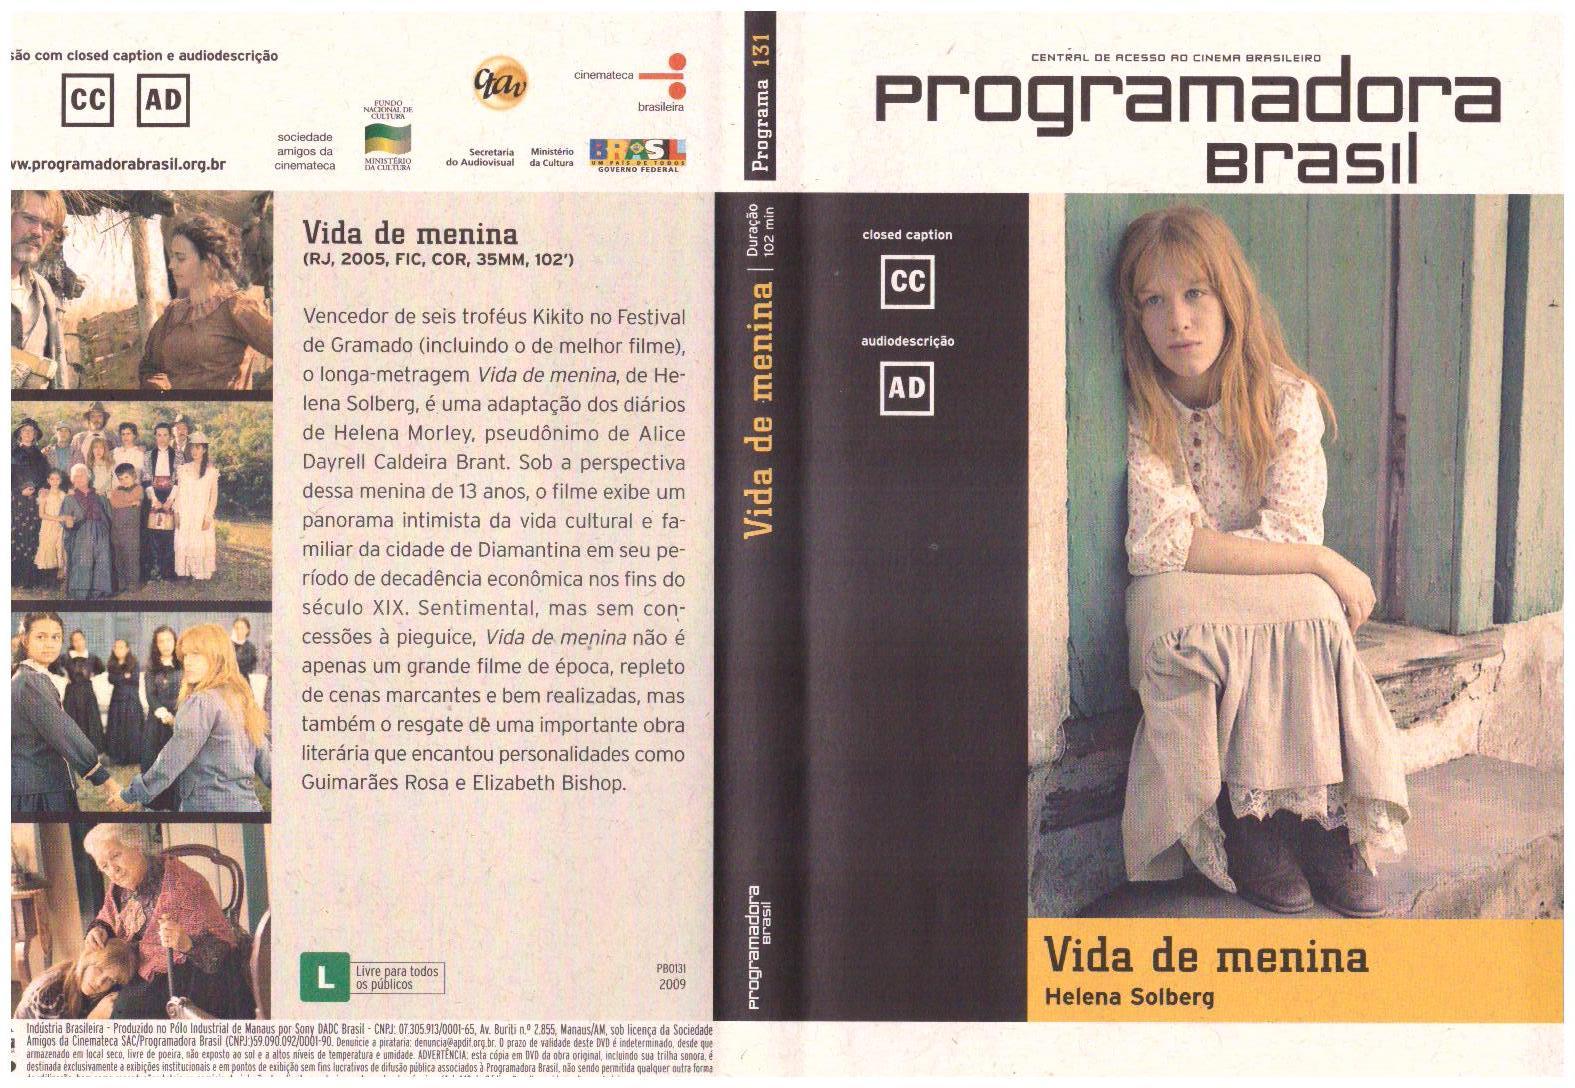 são com closed caption e audiodescrição
CC AD
www.programadorabrasil.org.br
sociedade
amigos da
cinemateca
FUNDO
NACIONAL DE
CULTURA
MINISTÉRIO
DA CULTURA
ctav
Secretaria
do Audiovisual
Ministério
da Cultura
cinemateca
brasileira
BRASIL
UM PAÍS DE TODOS
GOVERNO FEDERAL
Vida de menina
(RJ, 2005, FIC, COR, 35MM, 102’)
Vencedor de seis troféus Kikito no Festival
de Gramado (incluindo o de melhor filme),
o longa-metragem Vida de menina, de He-
lena Solberg, é uma adaptação dos diários
de Helena Morley, pseudônimo de Alice
Dayrell Caldeira Brant. Sob a perspectiva
dessa menina de 13 anos, o filme exibe um
panorama intimista da vida cultural e fa-
miliar da cidade de Diamantina em seu pe-
ríodo de decadência econômica nos fins do
século XIX. Sentimental, mas sem con-
cessões à pieguice, Vida de menina não é
apenas um grande filme de época, repleto
de cenas marcantes e bem realizadas, mas
também o resgate de uma importante obra
literária que encantou personalidades como
Guimarães Rosa e Elizabeth Bishop.
L
Livre para todos
os públicos
PB0131
2009
Indústria Brasileira - Produzido no Pólo Industrial de Manaus por Sony DADC Brasil - CNPJ: 07.305.913/0001-65, Av. Buriti n.º 2.855, Manaus/AM, sob licença da Sociedade
Amigos da Cinemateca SAC/Programadora Brasil (CNPJ:)59.090.092/0001-90. Denuncie a pirataria: denuncia@apdif.org.br. O prazo de validade deste DVD é indeterminado, desde que
armazenado em local seco, livre de poeira, não exposto ao sol e a altos níveis de temperatura e umidade. ADVERTÊNCIA: esta cópia em DVD da obra original, incluindo sua trilha sonora, é
destinada exclusivamente a exibições institucionais e em pontos de exibição sem fins lucrativos de difusão pública associados à Programadora Brasil, não sendo permitida qualquer outra forma
Programa 131
Duração
102 min
Vida de menina
programadora
Brasil
CENTRAL DE ACESSO AO CINEMA BRASILEIRO
programadora
Brasil
closed caption
CC
audiodescrição
AD
Vida de menina
Helena Solberg